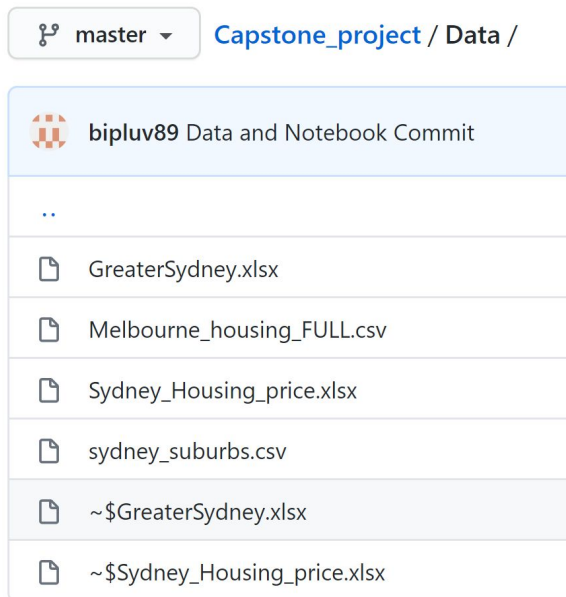 master Capstone_project / Data /
bipluv89 Data and Notebook Commit
..
GreaterSydney.xlsx
Melbourne_housing_FULL.csv
Sydney_Housing_price.xlsx
sydney_suburbs.csv
~$GreaterSydney.xlsx
~$Sydney_Housing_price.xlsx